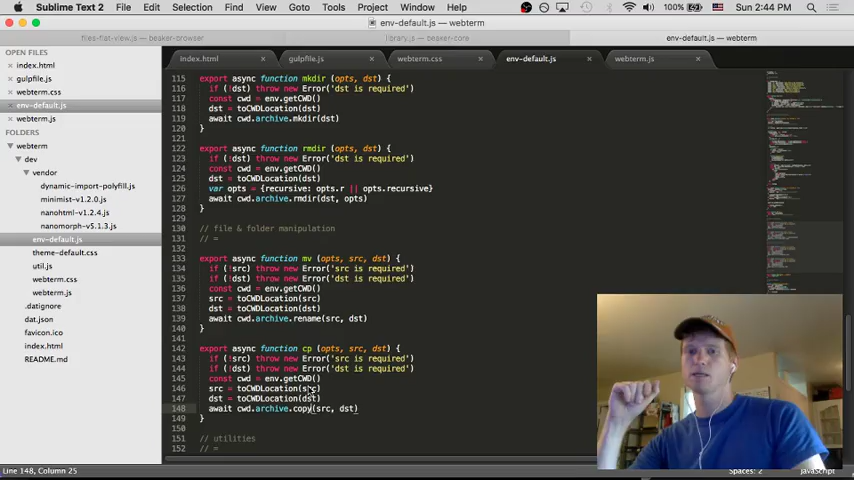 Sublime Text 2 File Edit Selection Find View Goto Tools Project Window Help 100% Sun 2:44 PM
env-default.js — webterm
files-flat-view.js — beaker-browser library.js — beaker-core env-default.js — webterm
OPEN FILES
index.html
gulpfile.js
webterm.css
env-default.js
webterm.js
FOLDERS
webterm
dev
vendor
dynamic-import-polyfill.js
minimist-v1.2.0.js
nanohtml-v1.2.4.js
nanomorph-v5.1.3.js
env-default.js
theme-default.css
util.js
webterm.css
webterm.js
.datignore
dat.json
favicon.ico
README.md
index.html gulpfile.js webterm.css env-default.js webterm.js
115 export async function mkdir (opts, dst) {
116 if (!dst) throw new Error('dst is required')
117 const cwd = env.getCWD()
118 dst = toCWDLocation(dst)
119 await cwd.archive.mkdir(dst)
120 }
121
122 export async function rmdir (opts, dst) {
123 if (!dst) throw new Error('dst is required')
124 const cwd = env.getCWD()
125 dst = toCWDLocation(dst)
126 var opts = {recursive: opts.r || opts.recursive}
127 await cwd.archive.rmdir(dst, opts)
128 }
129
130 // file & folder manipulation
131 // =
132
133 export async function mv (opts, src, dst) {
134 if (!src) throw new Error('src is required')
135 if (!dst) throw new Error('dst is required')
136 const cwd = env.getCWD()
137 src = toCWDLocation(src)
138 dst = toCWDLocation(dst)
139 await cwd.archive.rename(src, dst)
140 }
141
142 export async function cp (opts, src, dst) {
143 if (!src) throw new Error('src is required')
144 if (!dst) throw new Error('dst is required')
145 const cwd = env.getCWD()
146 src = toCWDLocation(src)
147 dst = toCWDLocation(dst)
148 await cwd.archive.copy(src, dst)
149 }
150
151 // utilities
152 // =
Line 148, Column 25 Spaces: 2 JavaScript